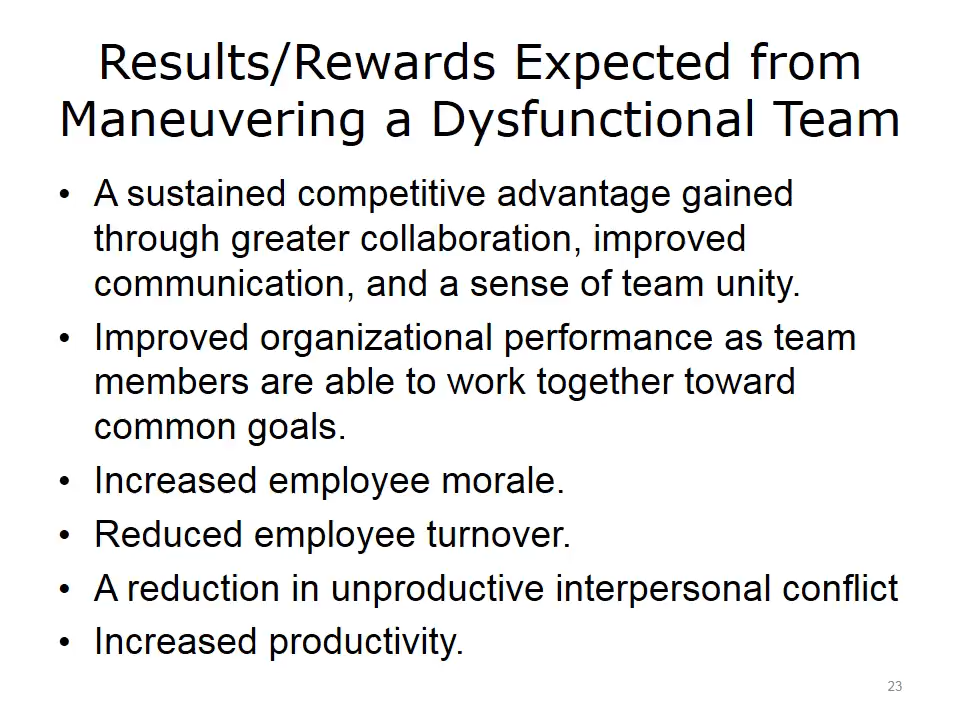 Results/Rewards Expected from
Maneuvering a Dysfunctional Team
• A sustained competitive advantage gained
through greater collaboration, improved
communication, and a sense of team unity.
• Improved organizational performance as team
members are able to work together toward
common goals.
• Increased employee morale.
• Reduced employee turnover.
• A reduction in unproductive interpersonal conflict
• Increased productivity.
23